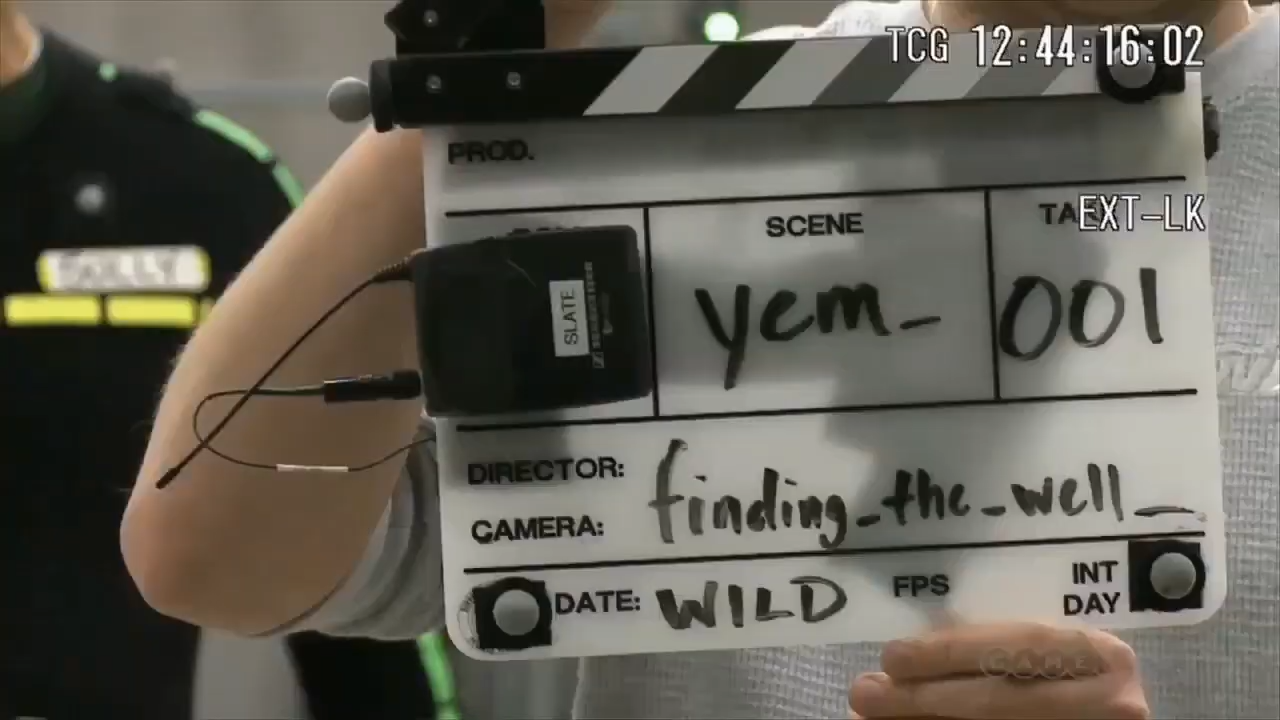 TCG 12:44:16:02
PROD.
SCENE
EXT-LK
SLATE
yem_
001
DIRECTOR:
CAMERA:
finding_the_well_
DATE: WILD
FPS
INT
DAY